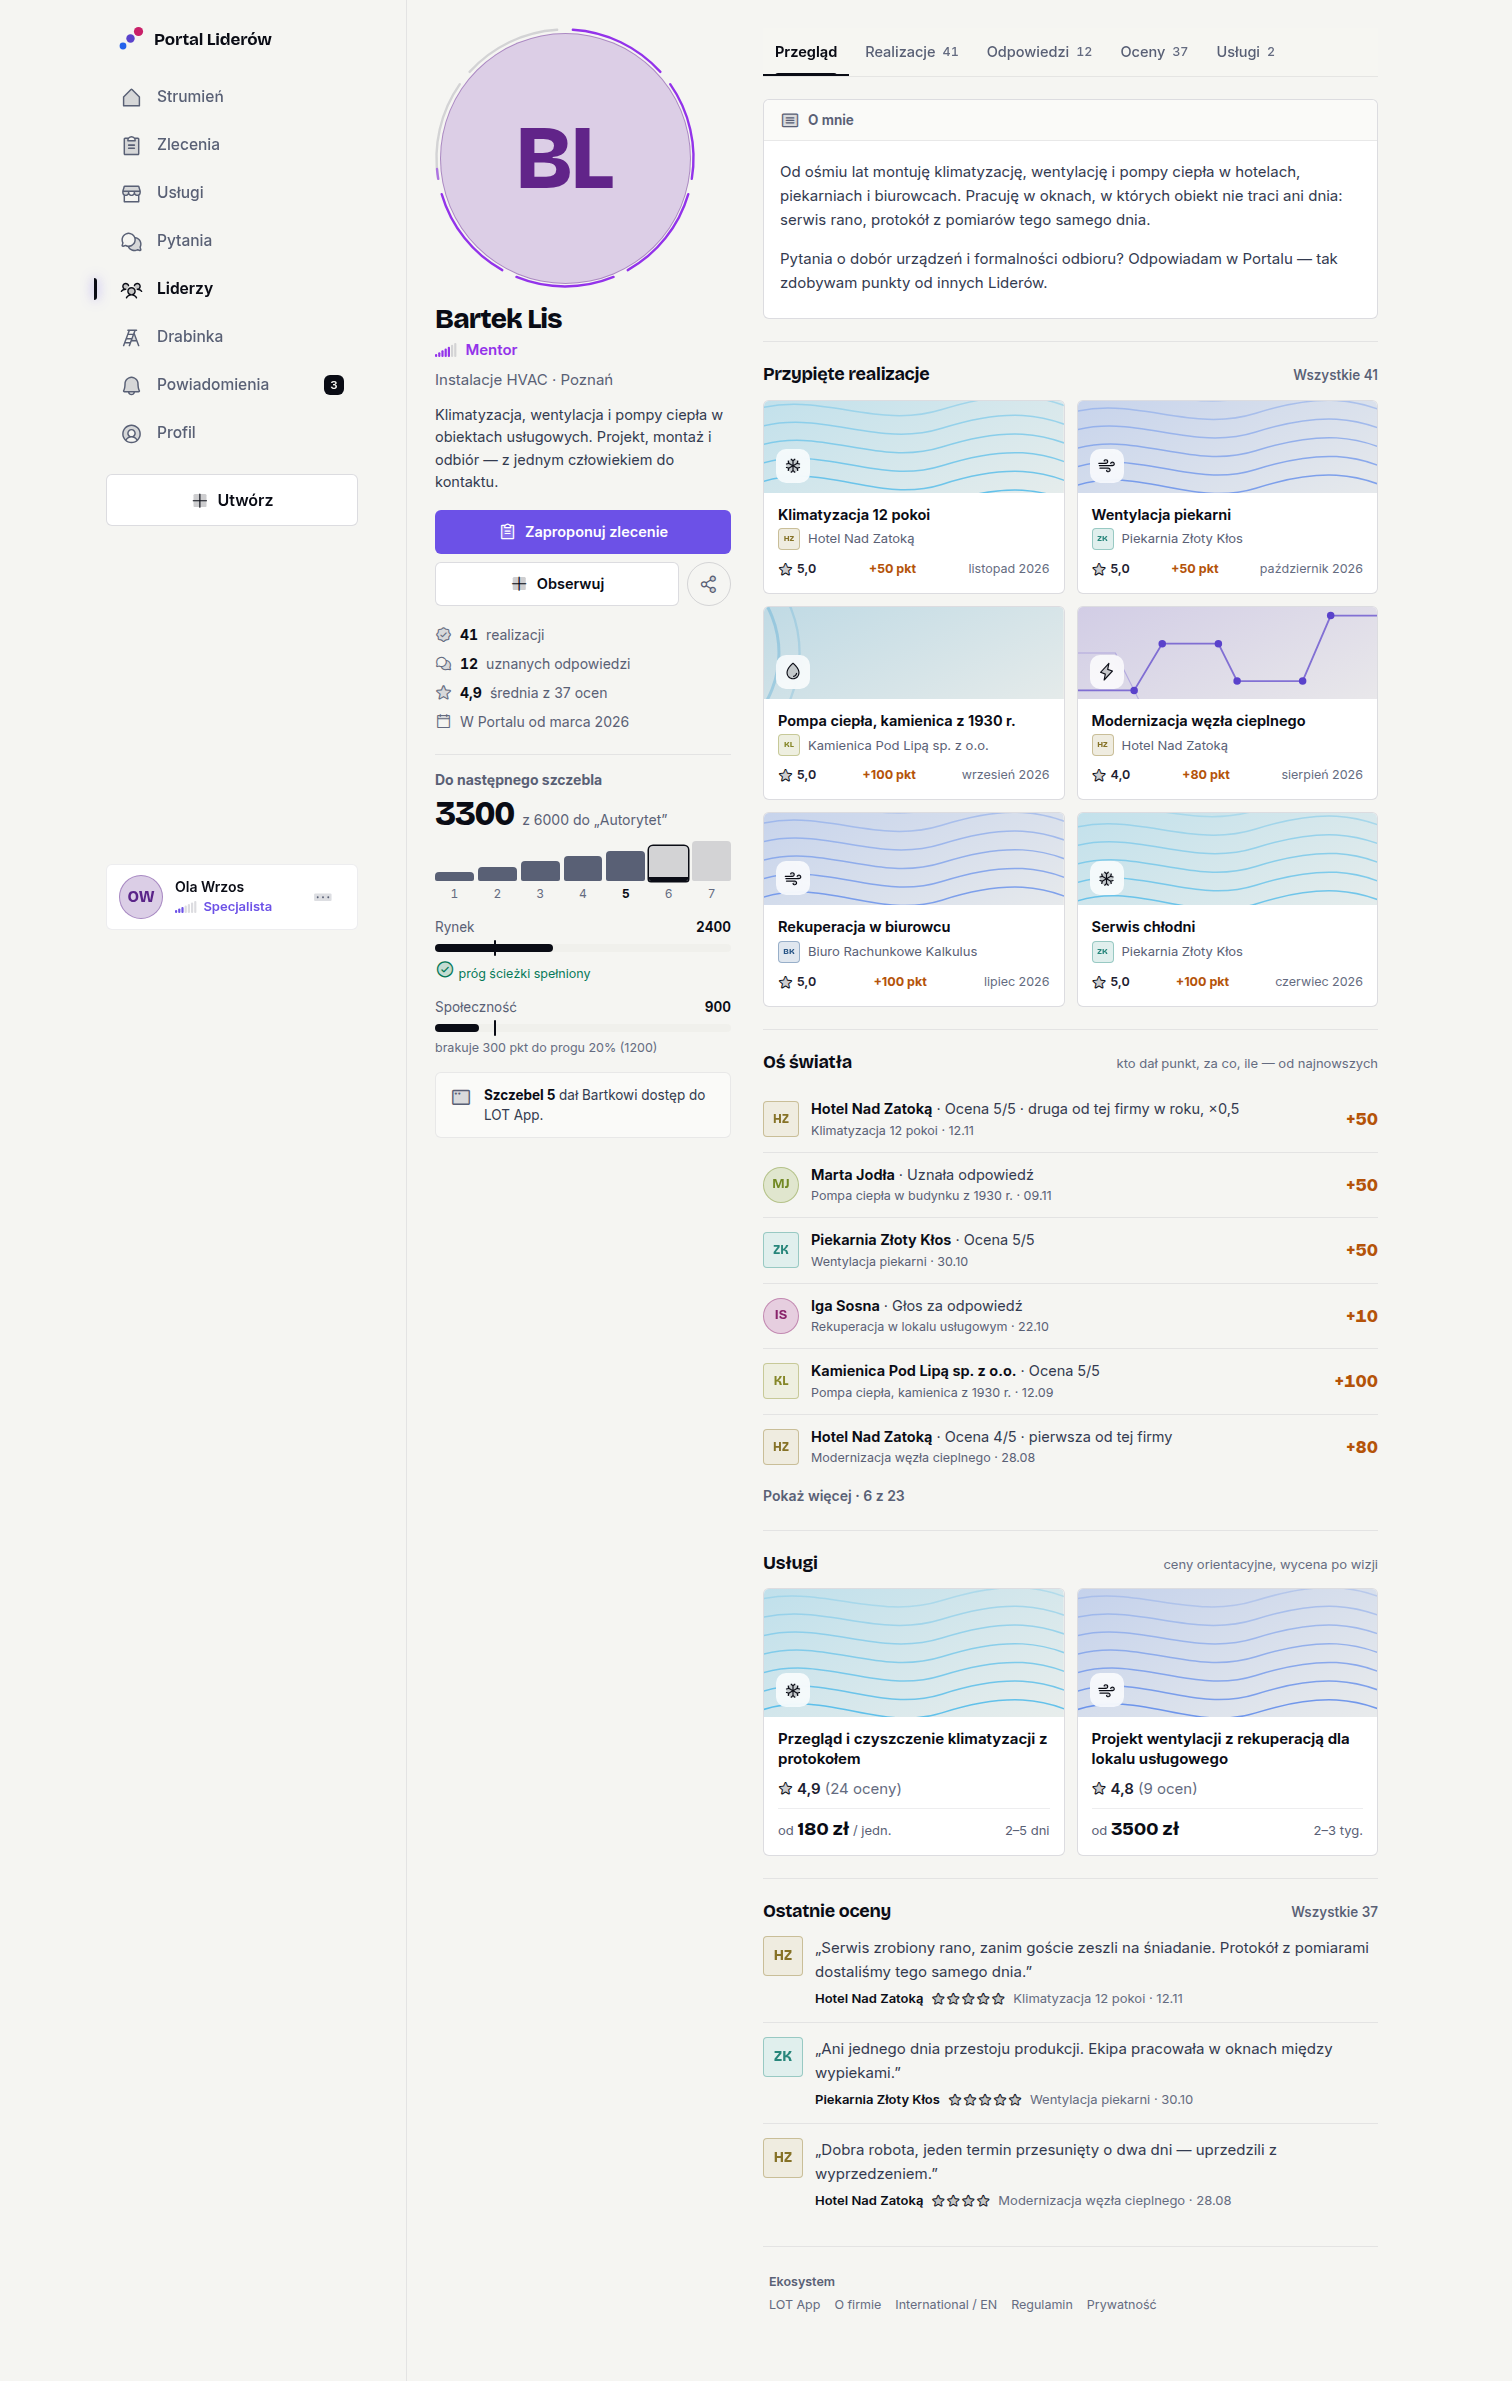 Portal Liderów
Strumień
Zlecenia
Usługi
Pytania
Liderzy
Drabinka
Powiadomienia 3
Profil
Utwórz
OW
Ola Wrzos
Specjalista
BL
Bartek Lis
Mentor
Instalacje HVAC · Poznań
Klimatyzacja, wentylacja i pompy ciepła w
obiektach usługowych. Projekt, montaż i
odbiór — z jednym człowiekiem do
kontaktu.
Zaproponuj zlecenie
Obserwuj
41 realizacji
12 uznanych odpowiedzi
4,9 średnia z 37 ocen
W Portalu od marca 2026
Do następnego szczebla
3300 z 6000 do „Autorytet”
1 2 3 4 5 6 7
Rynek 2400
próg ścieżki spełniony
Społeczność 900
brakuje 300 pkt do progu 20% (1200)
Szczebel 5 dał Bartkowi dostęp do
LOT App.
Przegląd Realizacje 41 Odpowiedzi 12 Oceny 37 Usługi 2
O mnie
Od ośmiu lat montuję klimatyzację, wentylację i pompy ciepła w hotelach,
piekarniach i biurowcach. Pracuję w oknach, w których obiekt nie traci ani dnia:
serwis rano, protokół z pomiarów tego samego dnia.
Pytania o dobór urządzeń i formalności odbioru? Odpowiadam w Portalu — tak
zdobywam punkty od innych Liderów.
Przypięte realizacje Wszystkie 41
Klimatyzacja 12 pokoi
HZ Hotel Nad Zatoką
5,0 +50 pkt listopad 2026
Wentylacja piekarni
ZK Piekarnia Złoty Kłos
5,0 +50 pkt październik 2026
Pompa ciepła, kamienica z 1930 r.
KL Kamienica Pod Lipą sp. z o.o.
5,0 +100 pkt wrzesień 2026
Modernizacja węzła cieplnego
HZ Hotel Nad Zatoką
4,0 +80 pkt sierpień 2026
Rekuperacja w biurowcu
BK Biuro Rachunkowe Kalkulus
5,0 +100 pkt lipiec 2026
Serwis chłodni
ZK Piekarnia Złoty Kłos
5,0 +100 pkt czerwiec 2026
Oś światła kto dał punkt, za co, ile — od najnowszych
HZ Hotel Nad Zatoką · Ocena 5/5 · druga od tej firmy w roku, ×0,5 +50
Klimatyzacja 12 pokoi · 12.11
MJ Marta Jodła · Uznała odpowiedź +50
Pompa ciepła w budynku z 1930 r. · 09.11
ZK Piekarnia Złoty Kłos · Ocena 5/5 +50
Wentylacja piekarni · 30.10
IS Iga Sosna · Głos za odpowiedź +10
Rekuperacja w lokalu usługowym · 22.10
KL Kamienica Pod Lipą sp. z o.o. · Ocena 5/5 +100
Pompa ciepła, kamienica z 1930 r. · 12.09
HZ Hotel Nad Zatoką · Ocena 4/5 · pierwsza od tej firmy +80
Modernizacja węzła cieplnego · 28.08
Pokaż więcej · 6 z 23
Usługi ceny orientacyjne, wycena po wizji
Przegląd i czyszczenie klimatyzacji z
protokołem
4,9 (24 oceny)
od 180 zł / jedn. 2–5 dni
Projekt wentylacji z rekuperacją dla
lokalu usługowego
4,8 (9 ocen)
od 3500 zł 2–3 tyg.
Ostatnie oceny Wszystkie 37
HZ „Serwis zrobiony rano, zanim goście zeszli na śniadanie. Protokół z pomiarami
dostaliśmy tego samego dnia.”
Hotel Nad Zatoką Klimatyzacja 12 pokoi · 12.11
ZK „Ani jednego dnia przestoju produkcji. Ekipa pracowała w oknach między
wypiekami.”
Piekarnia Złoty Kłos Wentylacja piekarni · 30.10
HZ „Dobra robota, jeden termin przesunięty o dwa dni — uprzedzili z
wyprzedzeniem.”
Hotel Nad Zatoką Modernizacja węzła cieplnego · 28.08
Ekosystem
LOT App O firmie International / EN Regulamin Prywatność